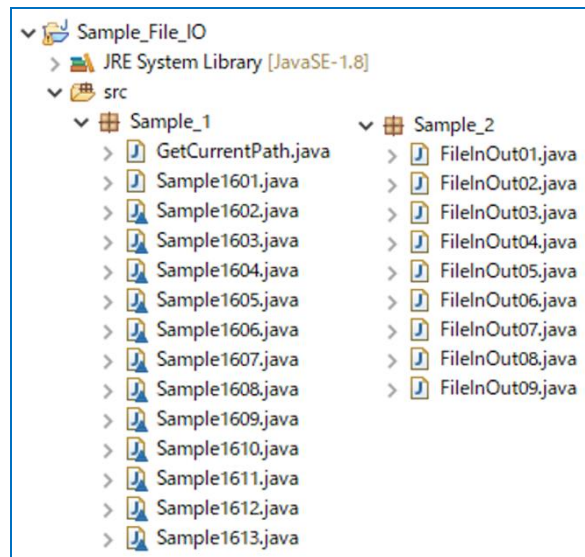 Sample_File_IO
JRE System Library [JavaSE-1.8]
src
Sample_1
GetCurrentPath.java
Sample1601.java
Sample1602.java
Sample1603.java
Sample1604.java
Sample1605.java
Sample1606.java
Sample1607.java
Sample1608.java
Sample1609.java
Sample1610.java
Sample1611.java
Sample1612.java
Sample1613.java
Sample_2
FileInOut01.java
FileInOut02.java
FileInOut03.java
FileInOut04.java
FileInOut05.java
FileInOut06.java
FileInOut07.java
FileInOut08.java
FileInOut09.java